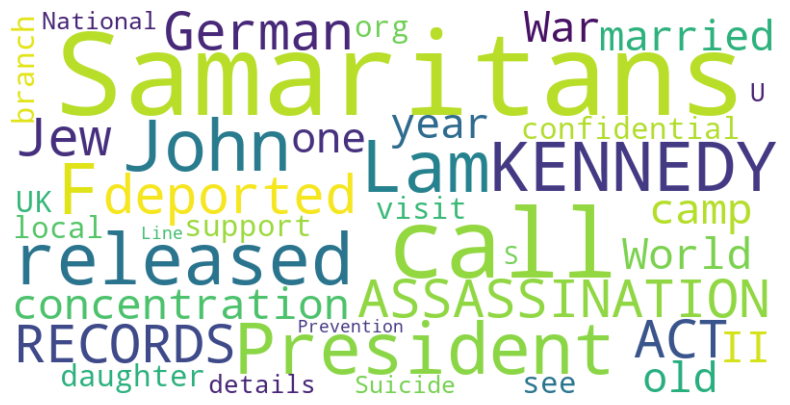 National German org War married
branch Samaritans U
Jew John one year confidential
Lam KENNEDY
UK F deported visit camp
local Line support call S World
released
concentration ASSASSINATION
RECORDS President Prevention ACT II
daughter details Suicide see old